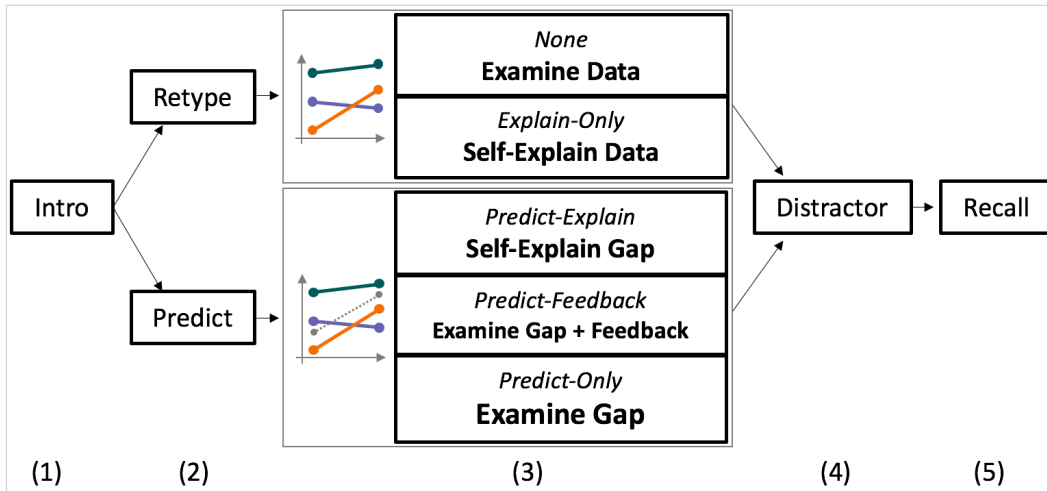 Intro
Retype
Predict
None
Examine Data
Explain-Only
Self-Explain Data
Predict-Explain
Self-Explain Gap
Predict-Feedback
Examine Gap + Feedback
Predict-Only
Examine Gap
Distractor
Recall
(1)
(2)
(3)
(4)
(5)